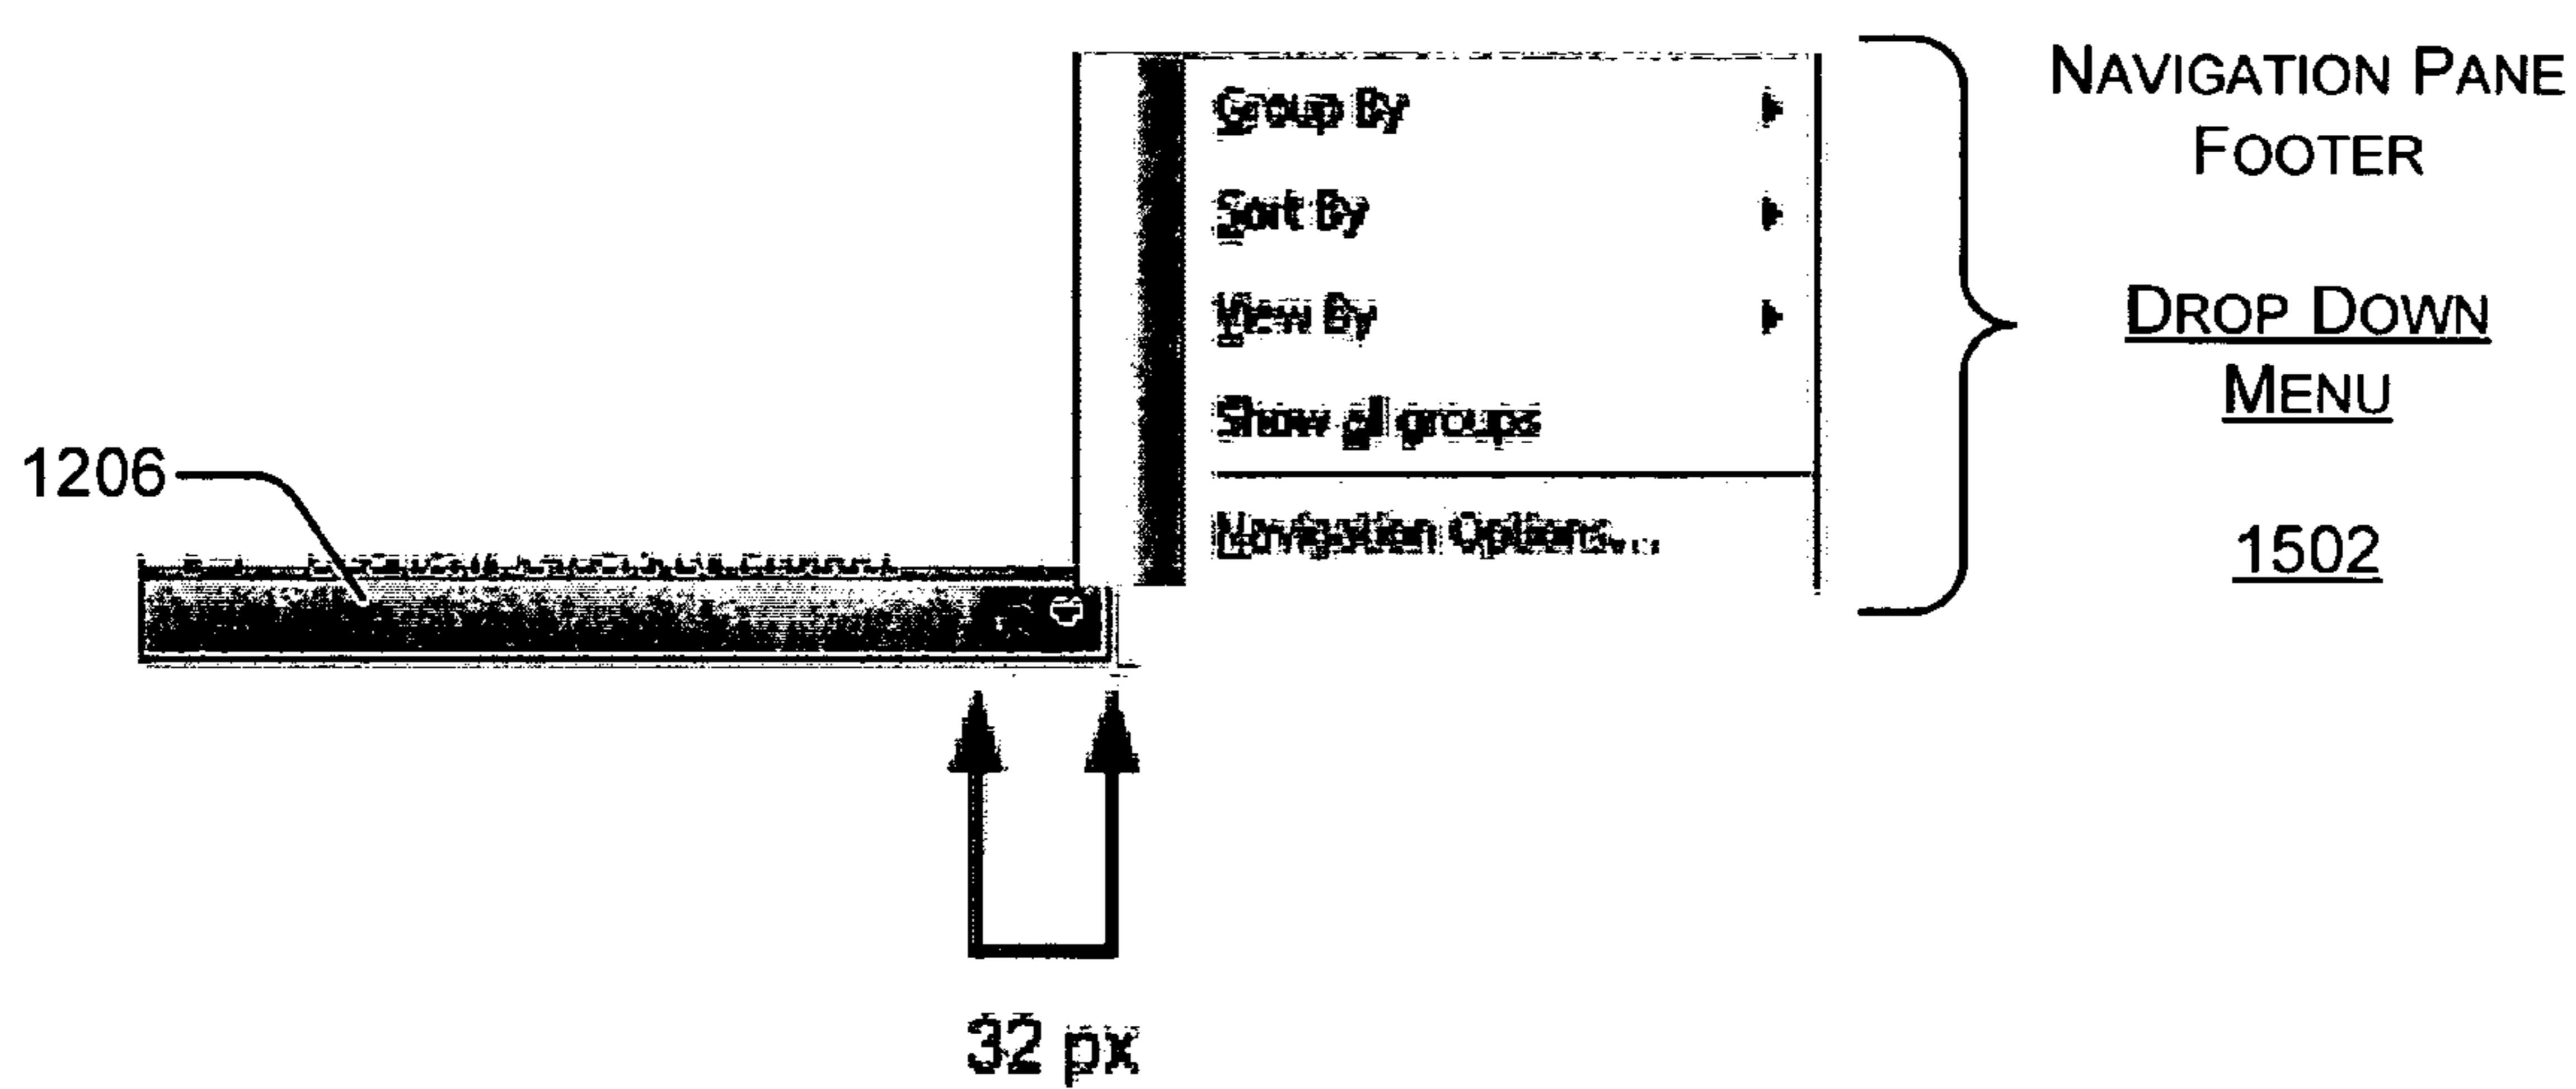 Group By
Sort By
View By
Show all groups
Navigation Options...
NAVIGATION PANE
FOOTER
DROP DOWN
MENU
1502
1206
32 px